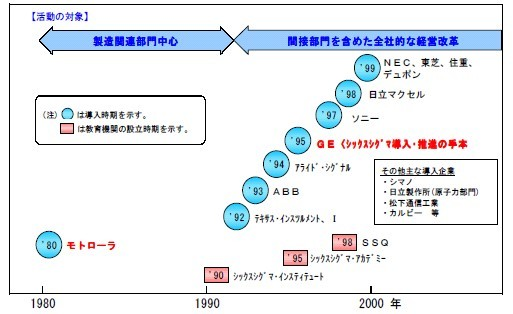 【活動の対象】
製造関連部門中心
間接部門を含めた全社的な経営改革
'99
NEC、東芝、住重、
デュポン
'98
日立マクセル
'97
ソニー
(注)
は導入時期を示す。
は教育機関の設立時期を示す。
'95
GE(シックスシグマ導入・推進の手本
'94
アライド・シグナル
'93
ABB
'92
テキサス・インスツルメント、I
その他主な導入企業
・シマノ
・日立製作所(原子力部門)
・松下通信工業
・カルビー 等
'80
モトローラ
'98
SSQ
'95
シックスシグマ・アカデミー
'90
シックスシグマ・インスティテュート
1980
1990
2000 年